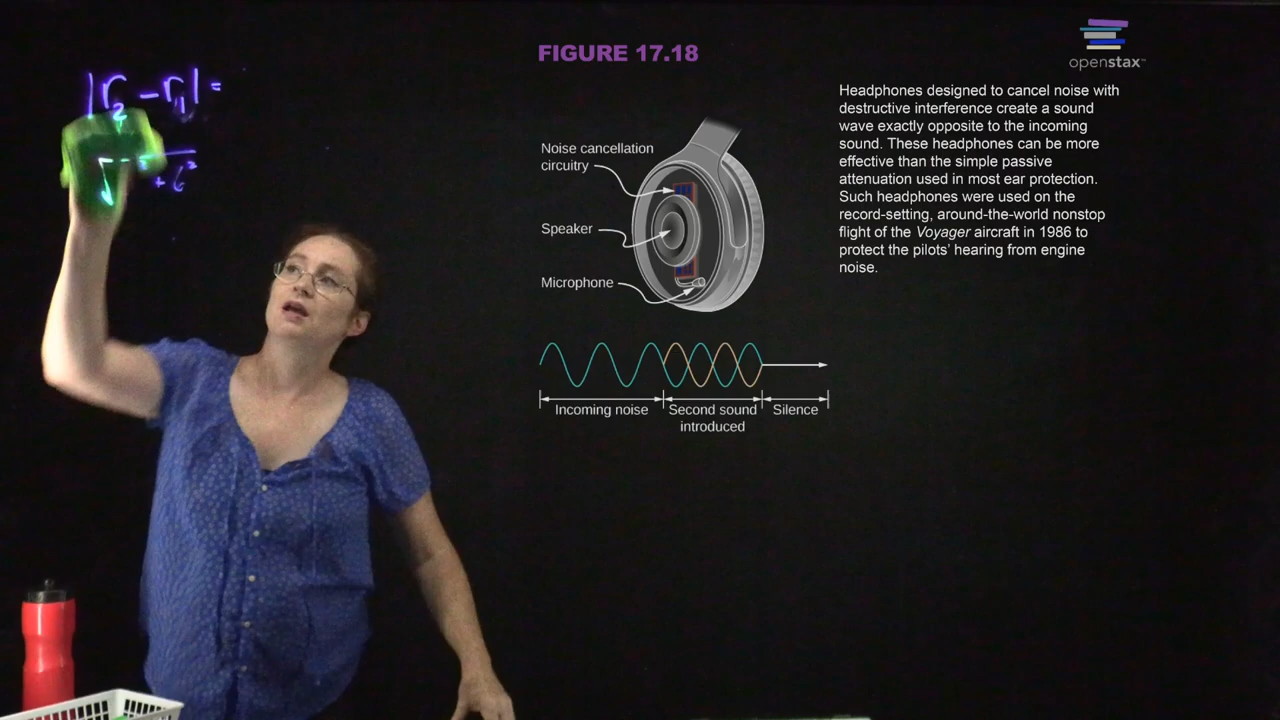 |r₂ - r₁| =
FIGURE 17.18
openstax™
Headphones designed to cancel noise with
destructive interference create a sound
wave exactly opposite to the incoming
sound. These headphones can be more
effective than the simple passive
attenuation used in most ear protection.
Such headphones were used on the
record-setting, around-the-world nonstop
flight of the Voyager aircraft in 1986 to
protect the pilots' hearing from engine
noise.
Noise cancellation
circuitry
Speaker
Microphone
Incoming noise
Second sound
introduced
Silence